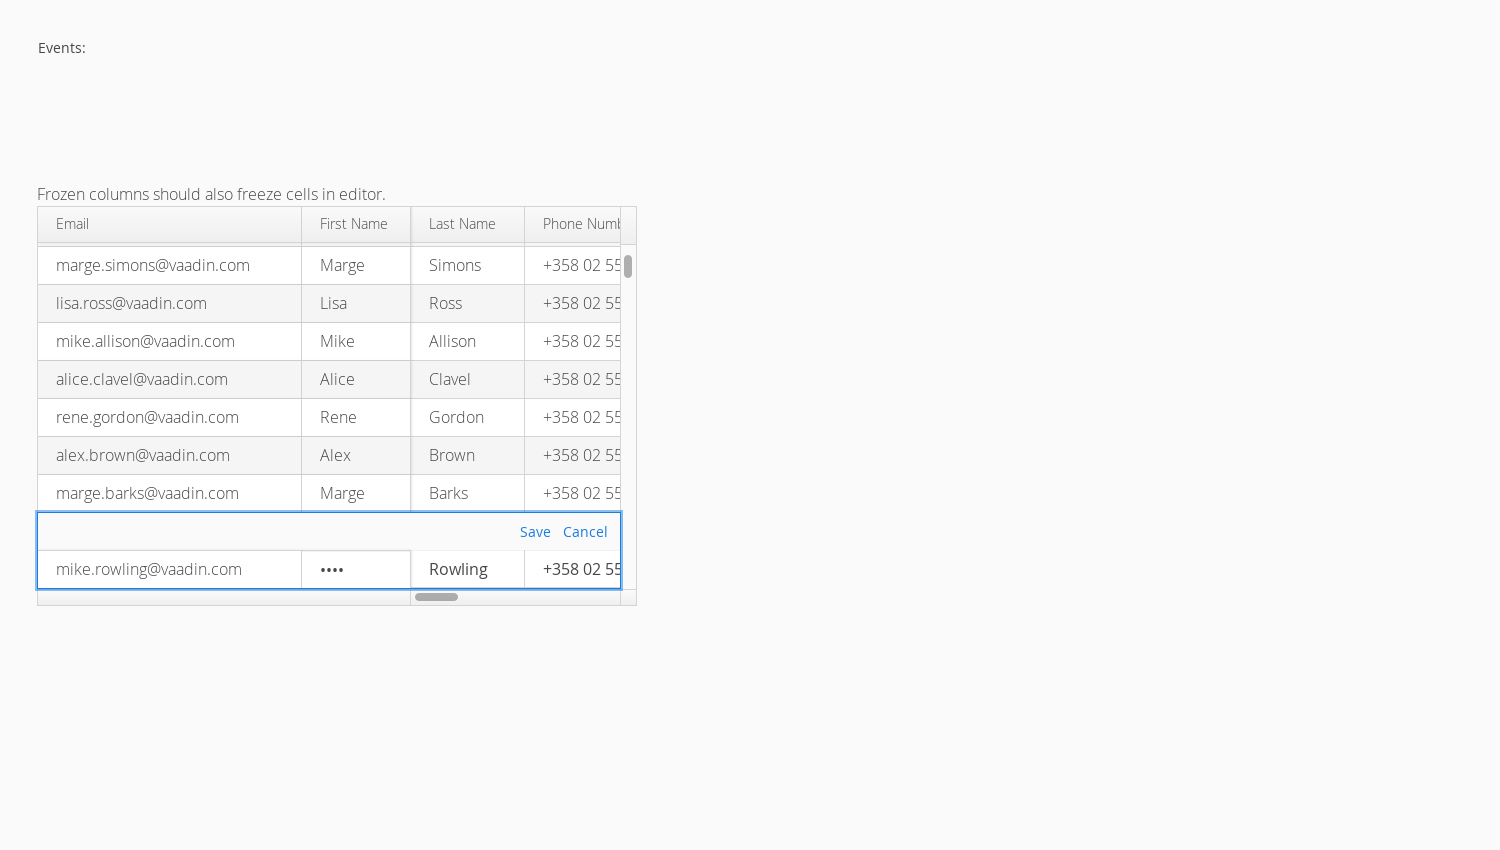 Events:
Frozen columns should also freeze cells in editor.
Email First Name Last Name Phone Numb
marge.simons@vaadin.com Marge Simons +358 02 55
lisa.ross@vaadin.com Lisa Ross +358 02 55
mike.allison@vaadin.com Mike Allison +358 02 55
alice.clavel@vaadin.com Alice Clavel +358 02 55
rene.gordon@vaadin.com Rene Gordon +358 02 55
alex.brown@vaadin.com Alex Brown +358 02 55
marge.barks@vaadin.com Marge Barks +358 02 55
Save Cancel
mike.rowling@vaadin.com •••• Rowling +358 02 55